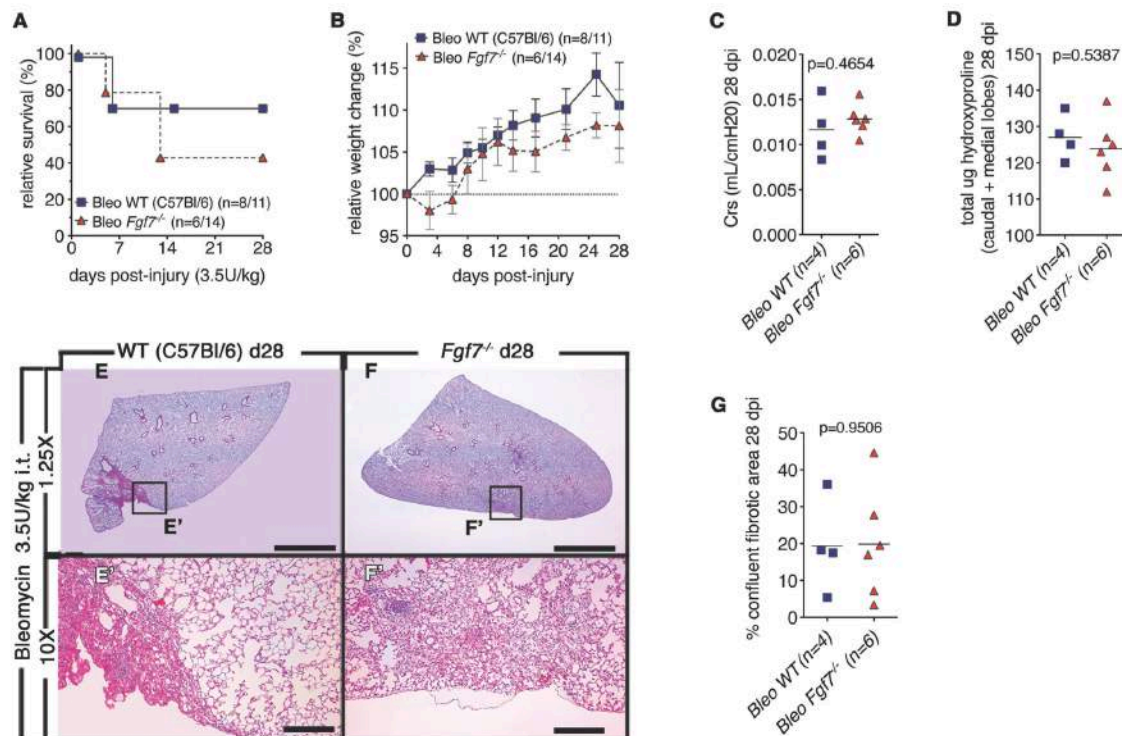 A
relative survival (%)
100
80
60
40
20
0
Bleo WT (C57Bl/6) (n=8/11)
Bleo Fgf7-/- (n=6/14)
0
7
14
21
28
days post-injury (3.5U/kg)
B
Bleo WT (C57Bl/6) (n=8/11)
Bleo Fgf7-/- (n=6/14)
relative weight change (%)
115
110
105
100
95
90
0
4
8
12
16
20
24
28
days post-injury
C
Crs (mL/cmH20) 28 dpi
p=0.4654
0.020
0.015
0.010
0.005
0.000
Bleo WT (n=4)
Bleo Fgf7-/- (n=6)
D
total ug hydroxyproline
(caudal + medial lobes) 28 dpi
p=0.5387
150
140
130
120
110
100
Bleo WT (n=4)
Bleo Fgf7-/- (n=6)
WT (C57Bl/6) d28
Fgf7-/- d28
Bleomycin 3.5U/kg i.t.
1.25X
10X
E
E'
F
F'
E'
F'
G
% confluent fibrotic area 28 dpi
p=0.9506
50
40
30
20
10
0
Bleo WT (n=4)
Bleo Fgf7-/- (n=6)